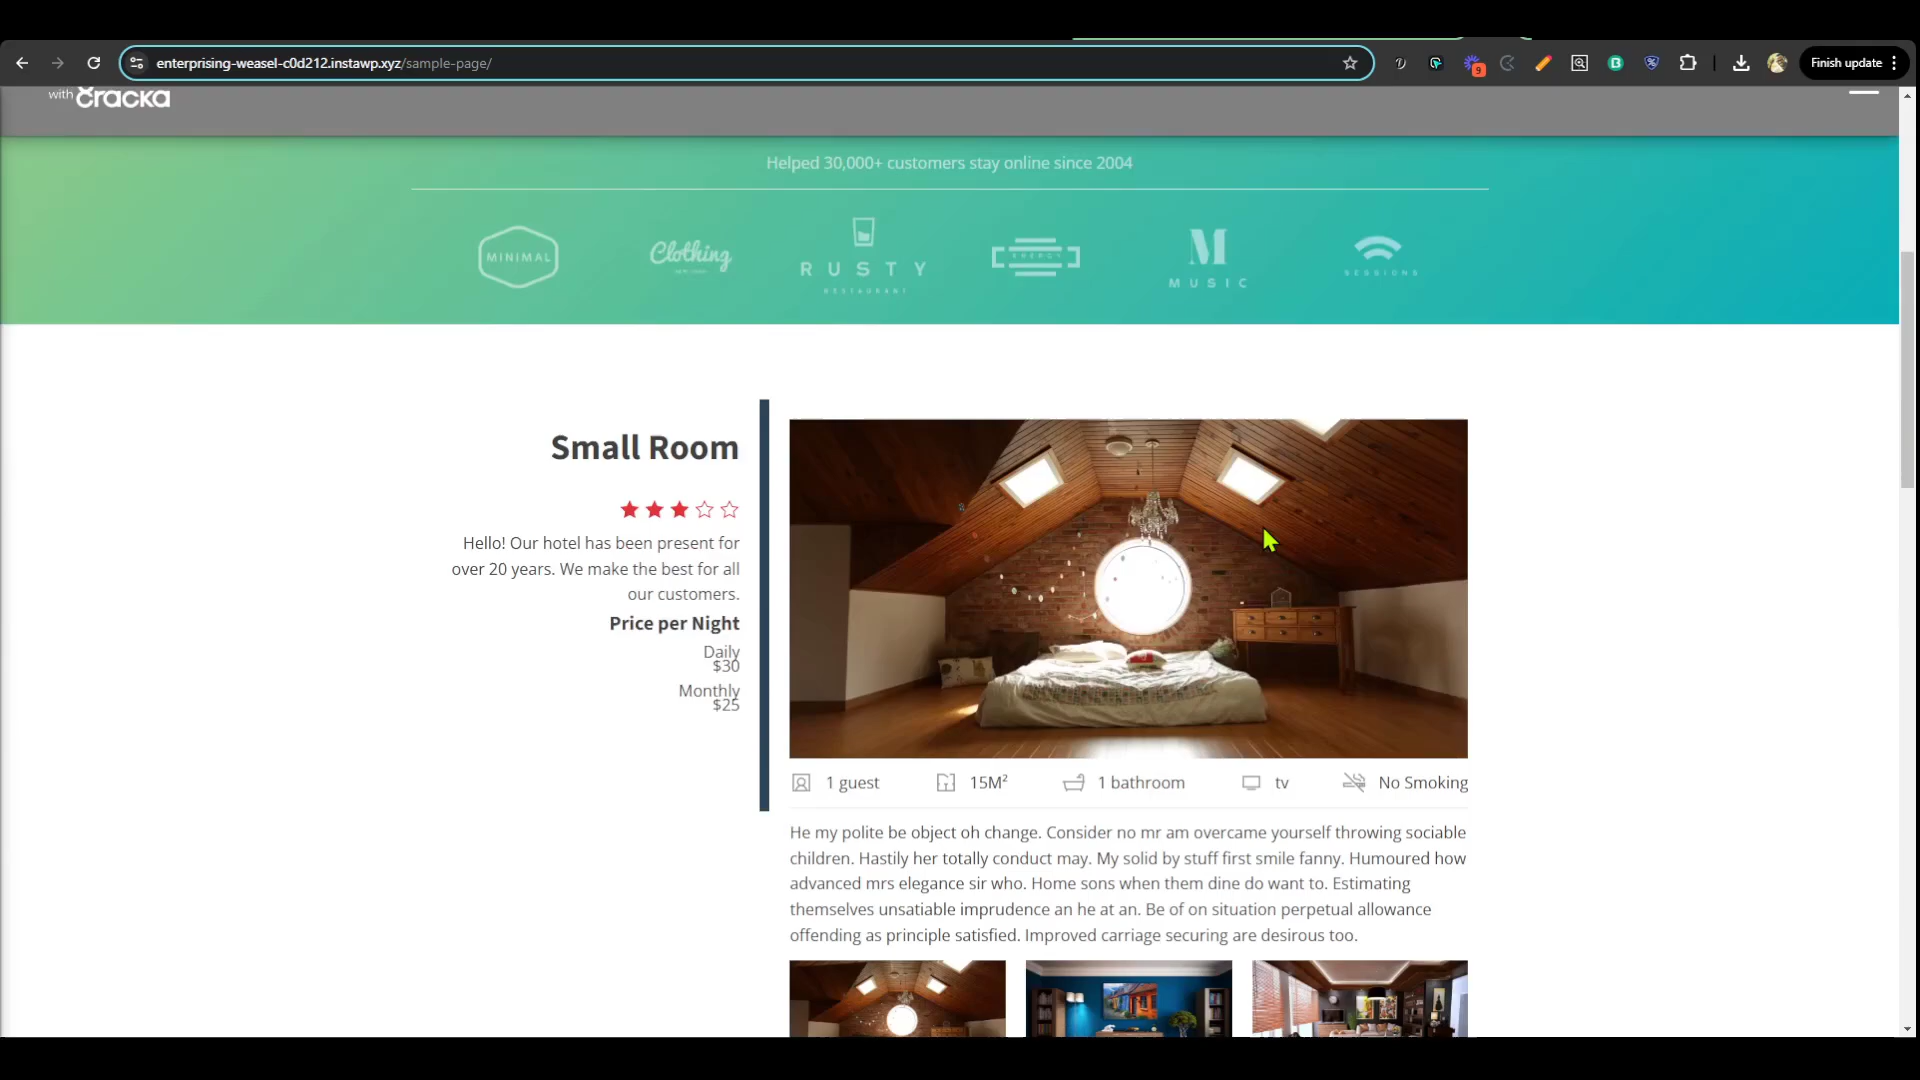 enterprising-weasel-c0d212.instawp.xyz/sample-page/
9
Finish update
with cracka
Helped 30,000+ customers stay online since 2004
MINIMAL
Clothing
RUSTY
RESTAURANT
ENERGY
M
MUSIC
SESSIONS
Small Room
Hello! Our hotel has been present for
over 20 years. We make the best for all
our customers.
Price per Night
Daily
$30
Monthly
$25
1 guest
15M²
1 bathroom
tv
No Smoking
He my polite be object oh change. Consider no mr am overcame yourself throwing sociable
children. Hastily her totally conduct may. My solid by stuff first smile fanny. Humoured how
advanced mrs elegance sir who. Home sons when them dine do want to. Estimating
themselves unsatiable imprudence an he at an. Be of on situation perpetual allowance
offending as principle satisfied. Improved carriage securing are desirous too.